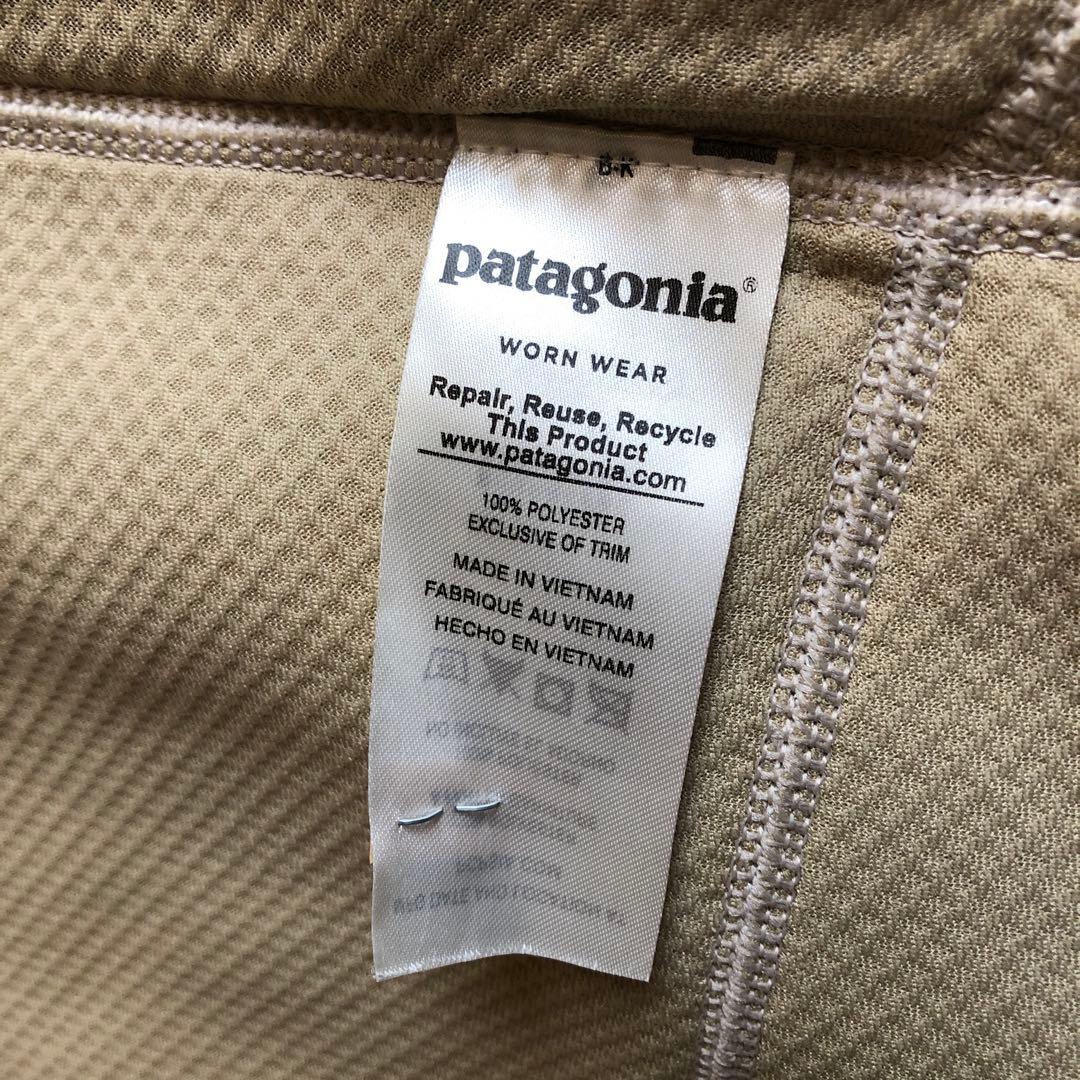 B-K
patagonia®
WORN WEAR
Repair, Reuse, Recycle
This Product
www.patagonia.com
100% POLYESTER
EXCLUSIVE OF TRIM
MADE IN VIETNAM
FABRIQUÉ AU VIETNAM
HECHO EN VIETNAM